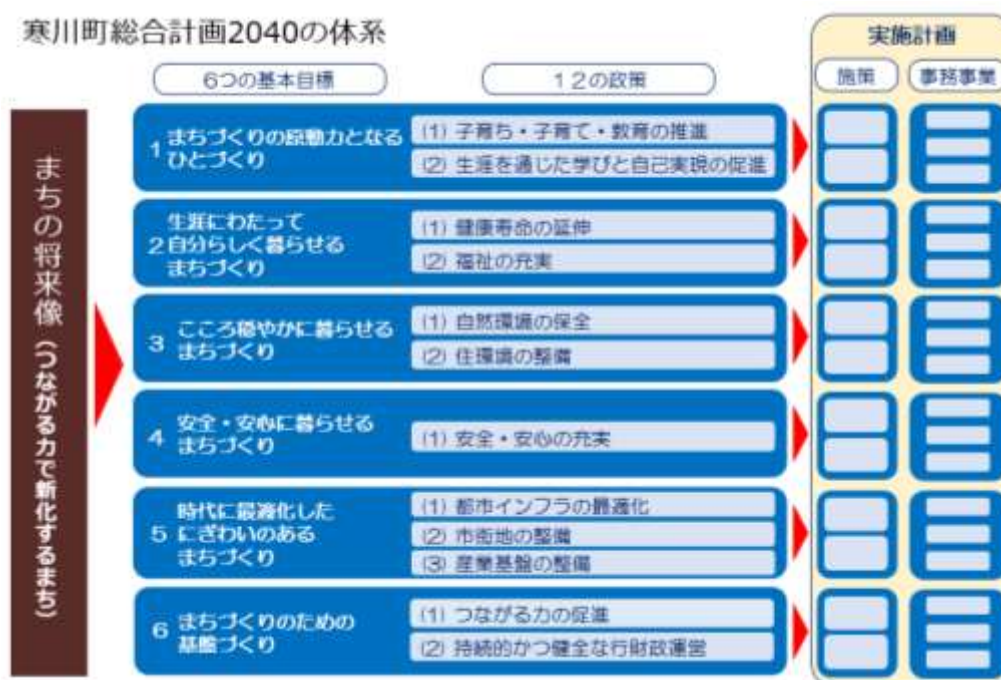 寒川町総合計画2040の体系
実施計画
6つの基本目標
12の政策
施策
事務事業
まちの将来像（つながる力で新化するまち）
1 まちづくりの原動力となる
ひとづくり
(1) 子育ち・子育て・教育の推進
(2) 生涯を通じた学びと自己実現の促進
生涯にわたって
2 自分らしく暮らせる
まちづくり
(1) 健康寿命の延伸
(2) 福祉の充実
3 こころ穏やかに暮らせる
まちづくり
(1) 自然環境の保全
(2) 住環境の整備
4 安全・安心に暮らせる
まちづくり
(1) 安全・安心の充実
時代に最適化した
5 にぎわいのある
まちづくり
(1) 都市インフラの最適化
(2) 市街地の整備
(3) 産業基盤の整備
6 まちづくりのための
基盤づくり
(1) つながる力の促進
(2) 持続的かつ健全な行財政運営